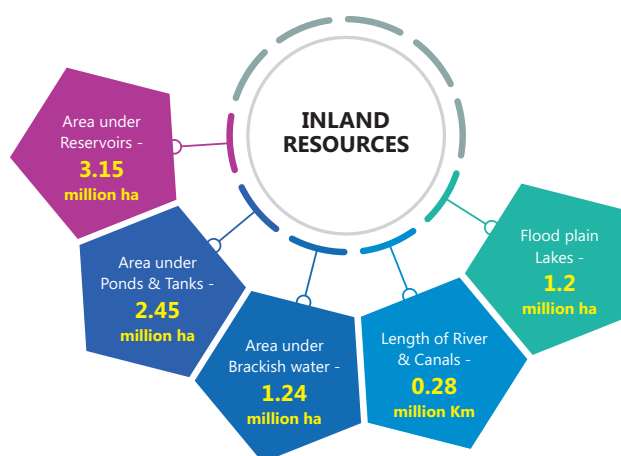 INLAND
RESOURCES
Area under
Reservoirs -
3.15
million ha
Area under
Ponds & Tanks -
2.45
million ha
Area under
Brackish water -
1.24
million ha
Length of River
& Canals -
0.28
million Km
Flood plain
Lakes -
1.2
million ha